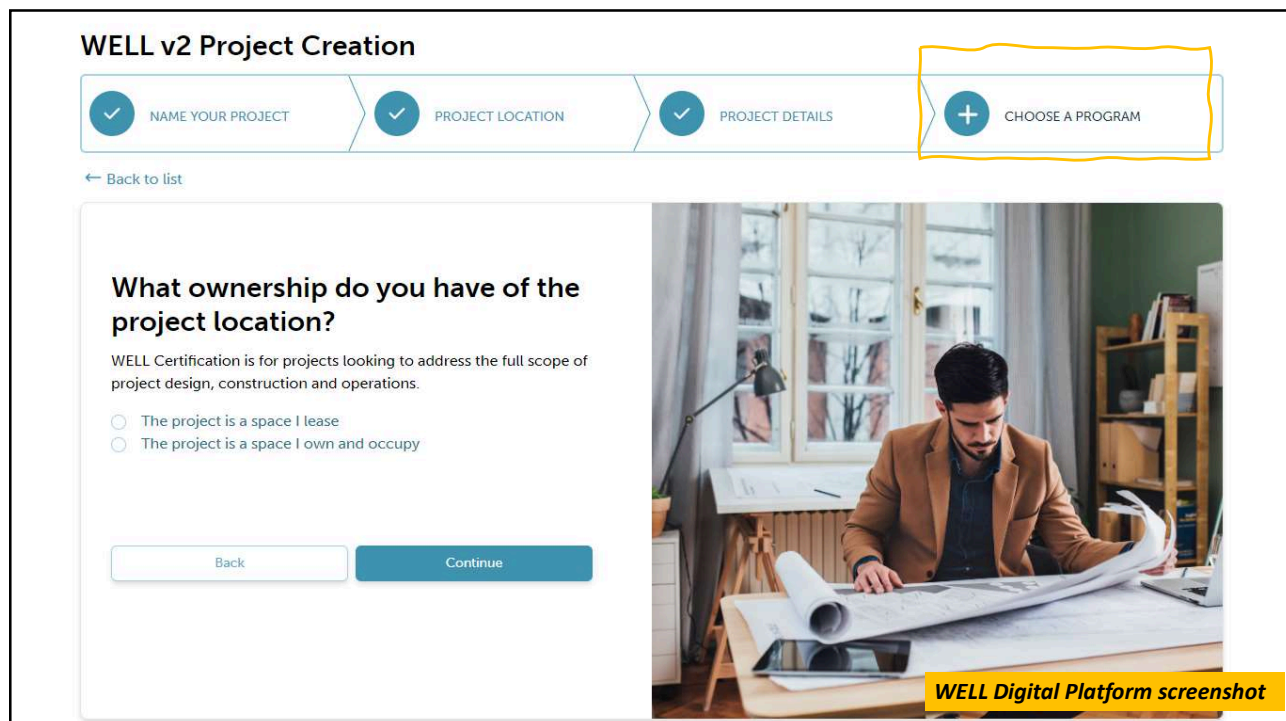 WELL v2 Project Creation
NAME YOUR PROJECT
PROJECT LOCATION
PROJECT DETAILS
CHOOSE A PROGRAM
← Back to list
What ownership do you have of the
project location?
WELL Certification is for projects looking to address the full scope of
project design, construction and operations.
The project is a space I lease
The project is a space I own and occupy
Back
Continue
WELL Digital Platform screenshot